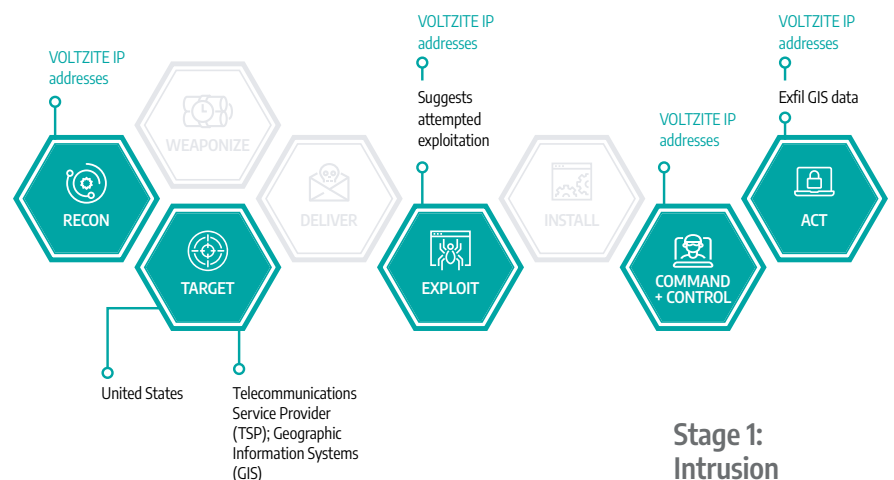 VOLTZITE IP
addresses
RECON
WEAPONIZE
TARGET
United States
Telecommunications
Service Provider
(TSP); Geographic
Information Systems
(GIS)
DELIVER
VOLTZITE IP
addresses
Suggests
attempted
exploitation
EXPLOIT
INSTALL
VOLTZITE IP
addresses
COMMAND
+ CONTROL
VOLTZITE IP
addresses
Exfil GIS data
ACT
Stage 1:
Intrusion